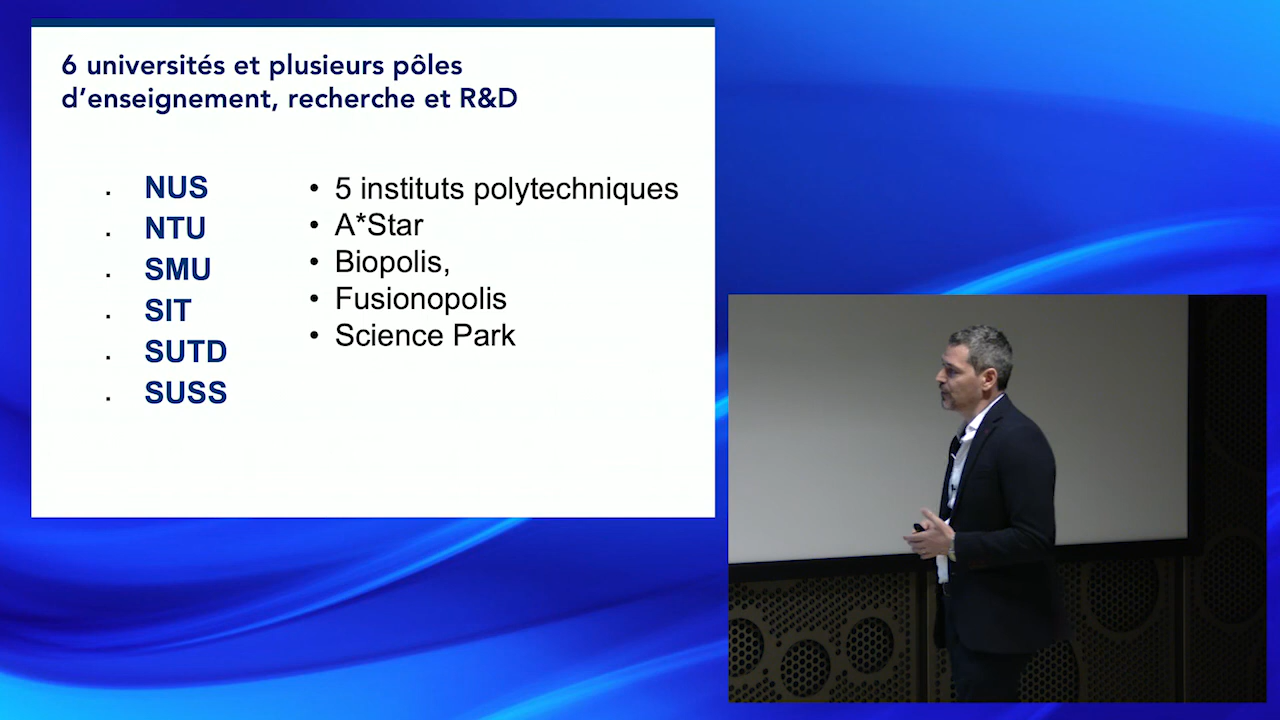 6 universités et plusieurs pôles
d’enseignement, recherche et R&D
NUS
NTU
SMU
SIT
SUTD
SUSS
• 5 instituts polytechniques
• A*Star
• Biopolis,
• Fusionopolis
• Science Park